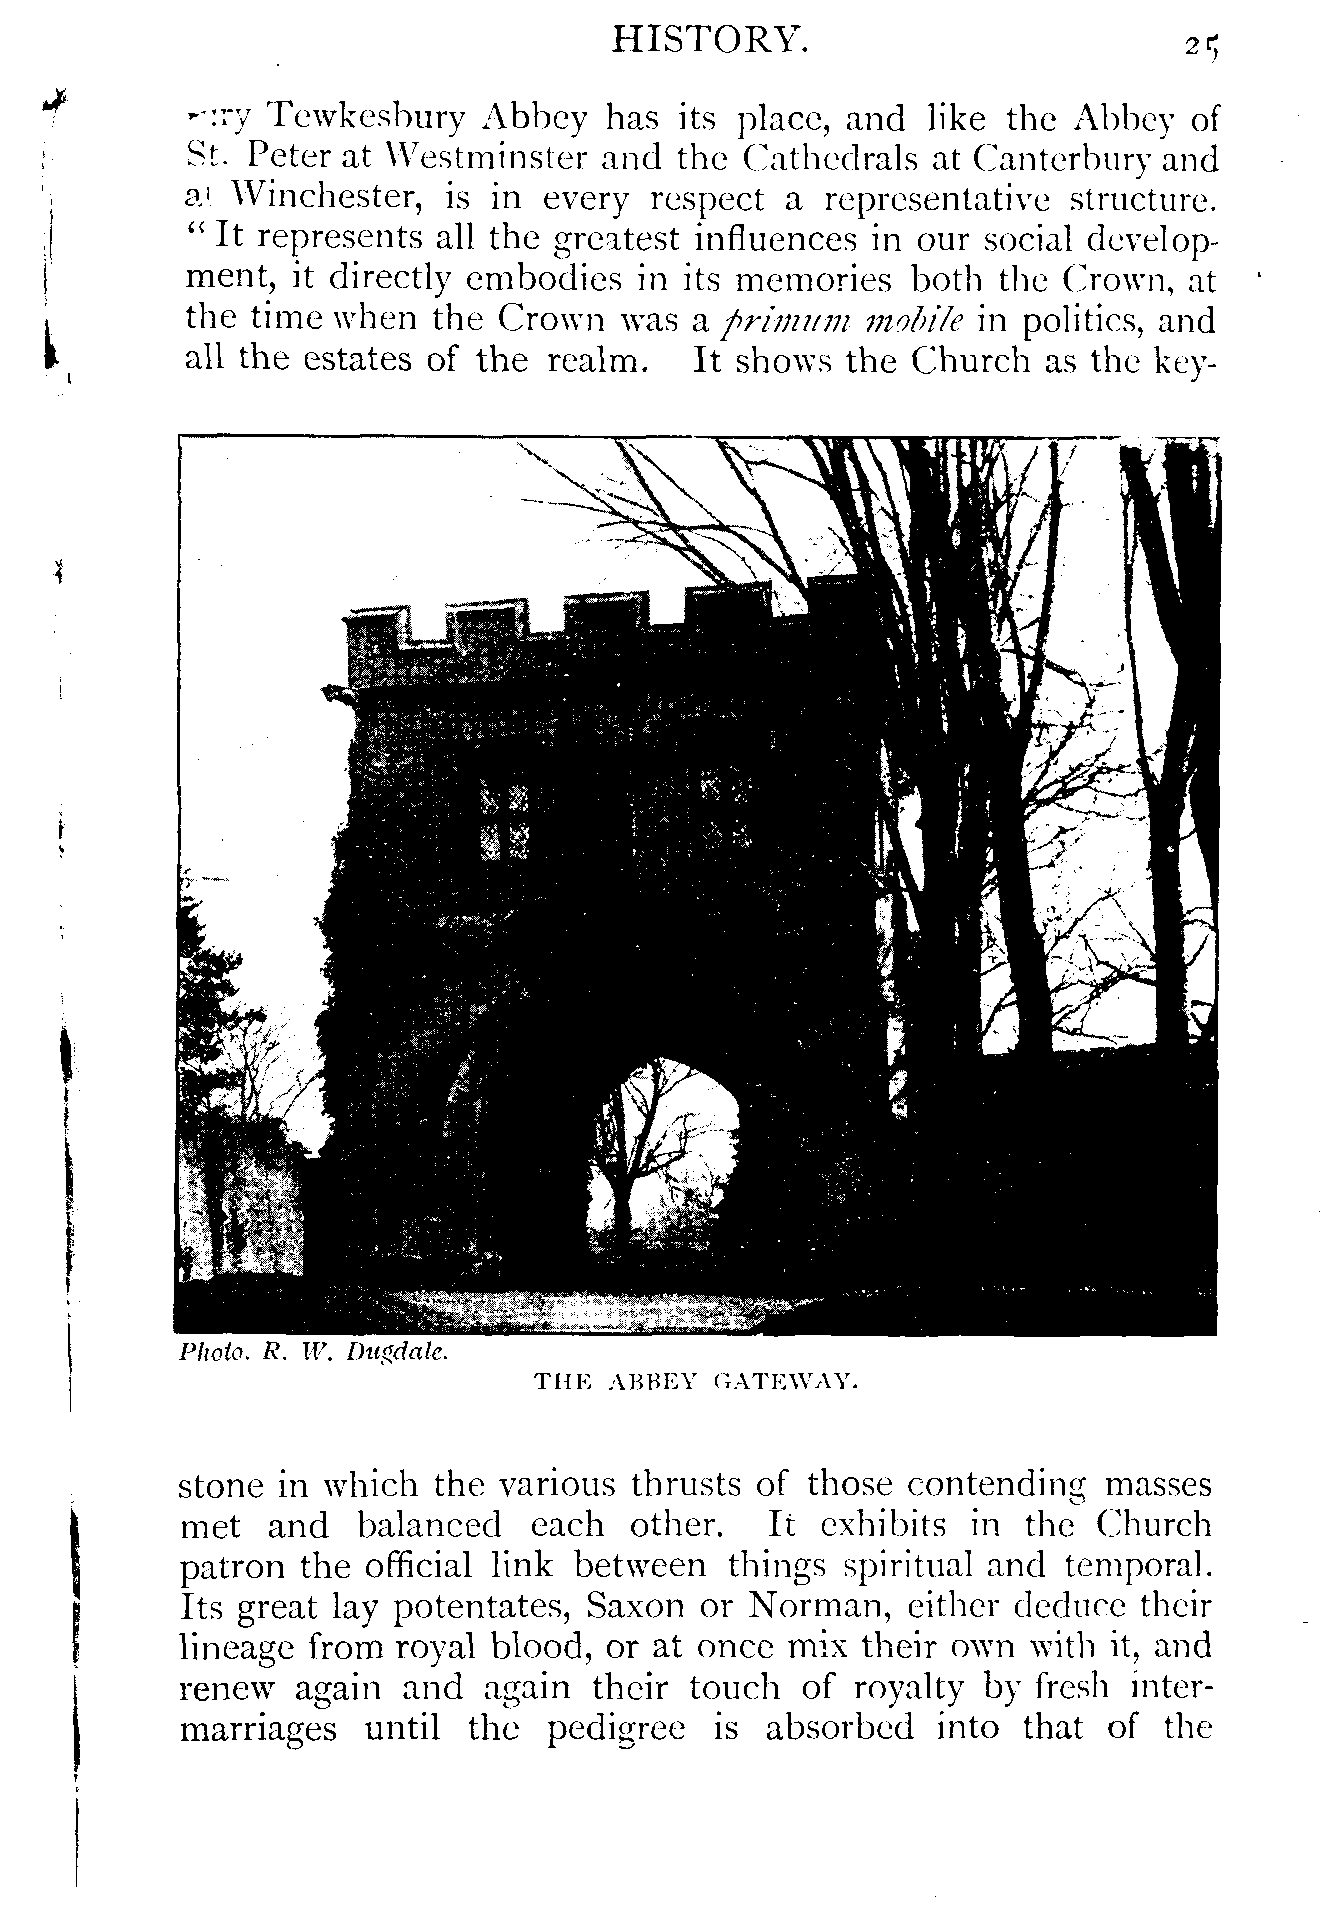 HISTORY. 25
Tewkesbury Abbey has its place, and like the Abbey of
St. Peter at Westminster and the Cathedrals at Canterbury and
at Winchester, is in every respect a representative structure.
“ It represents all the greatest influences in our social develop-
ment, it directly embodies in its memories both the Crown, at
the time when the Crown was a primum mobile in politics, and
all the estates of the realm. It shows the Church as the key-
Photo. R. W. Dugdale.
THE ABBEY GATEWAY.
stone in which the various thrusts of those contending masses
met and balanced each other. It exhibits in the Church
patron the official link between things spiritual and temporal.
Its great lay potentates, Saxon or Norman, either deduce their
lineage from royal blood, or at once mix their own with it, and
renew again and again their touch of royalty by fresh inter-
marriages until the pedigree is absorbed into that of the